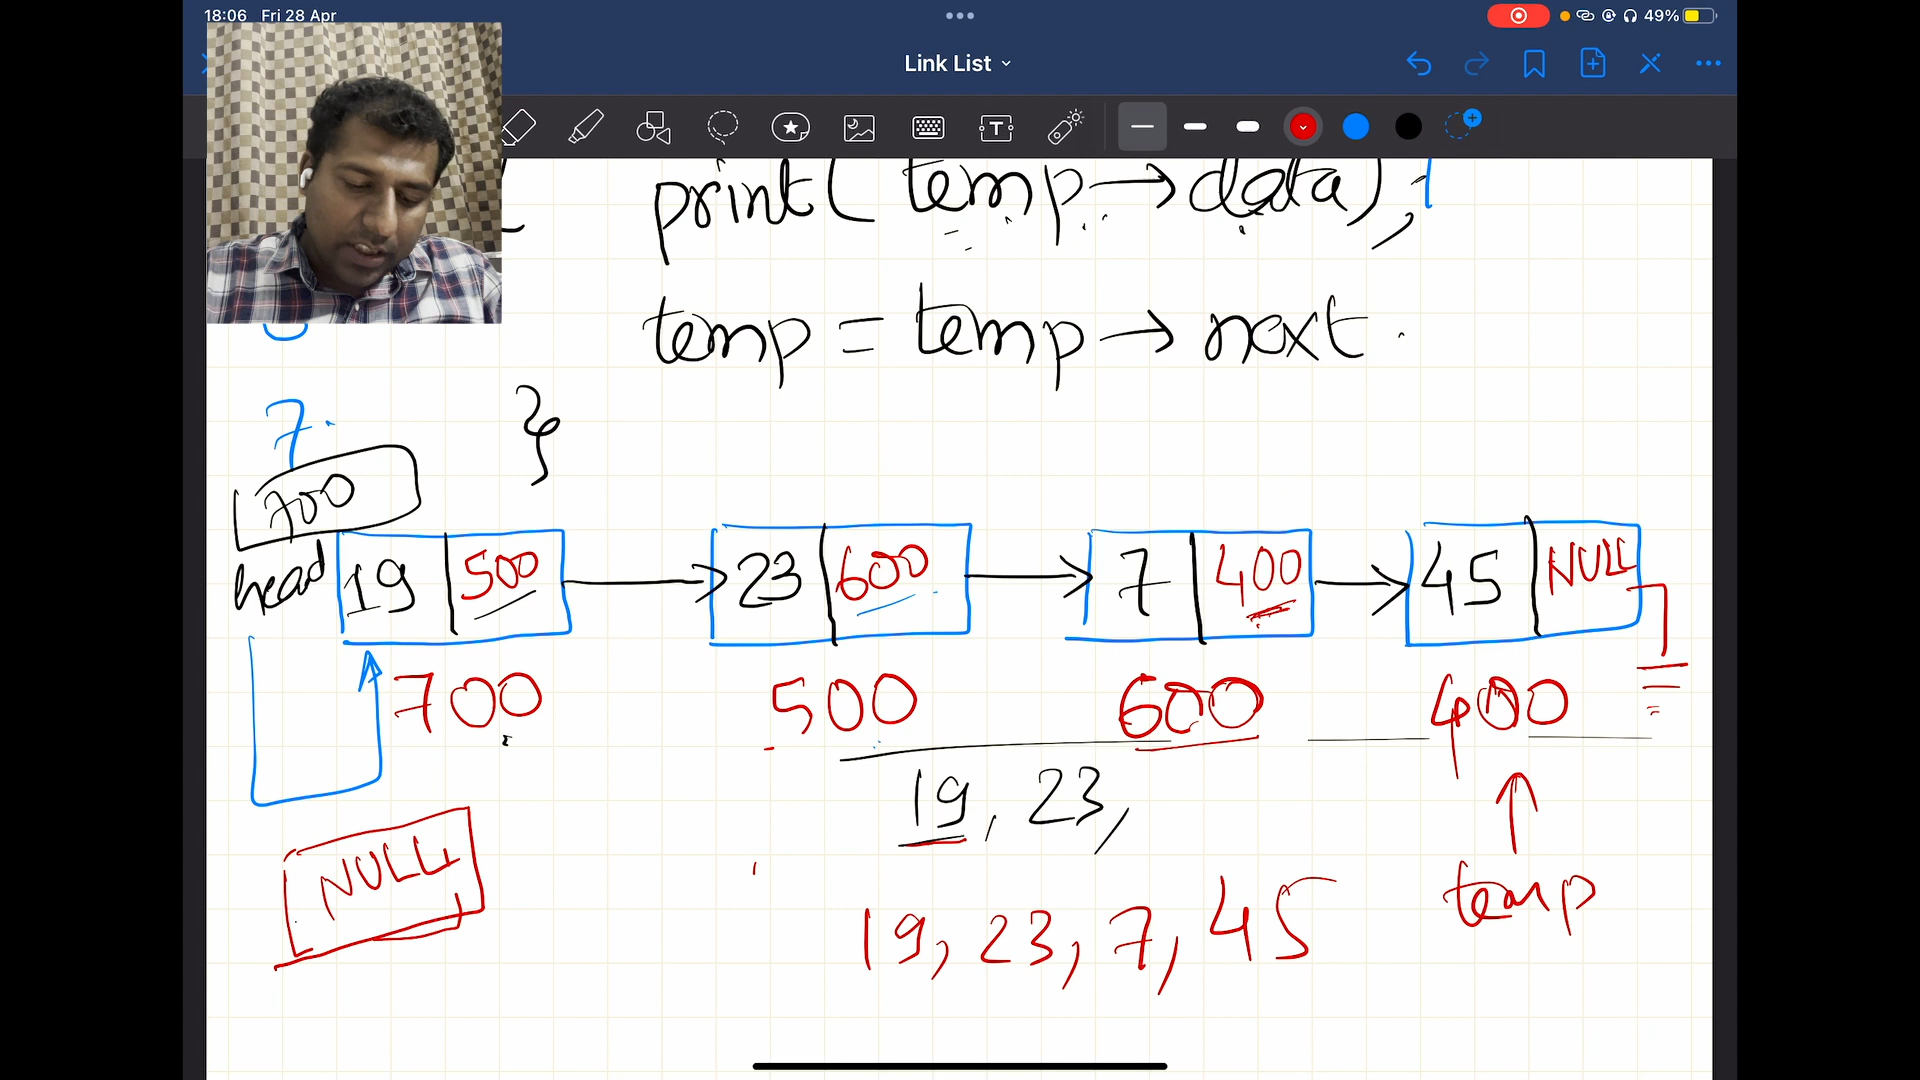 18:06 Fri 28 Apr
49%
Link List
print( temp → data);
temp = temp → next .
7.
}
700
head
19 500
23 600
7 400
45 NULL
700
500
600
400
19, 23,
NULL
temp
19, 23, 7, 45